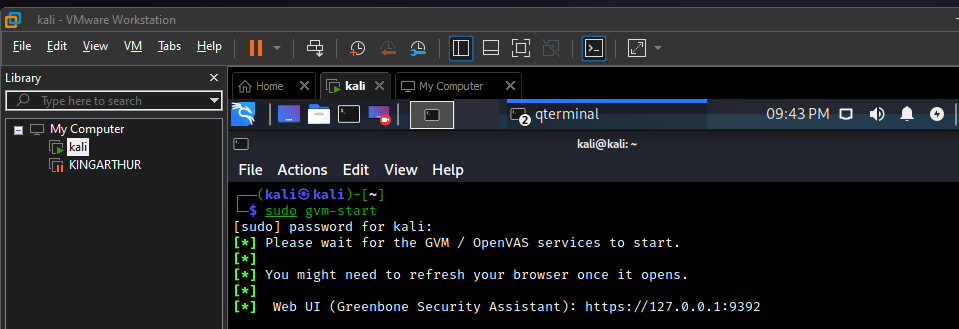 kali - VMware Workstation
File Edit View VM Tabs Help
Library
Type here to search
My Computer
kali
KINGARTHUR
Home kali My Computer
2 qterminal 09:43 PM
kali@kali: ~
File Actions Edit View Help
┌──(kali㉿kali)-[~]
└─$ sudo gvm-start
[sudo] password for kali:
[*] Please wait for the GVM / OpenVAS services to start.
[*]
[*] You might need to refresh your browser once it opens.
[*]
[*]  Web UI (Greenbone Security Assistant): https://127.0.0.1:9392